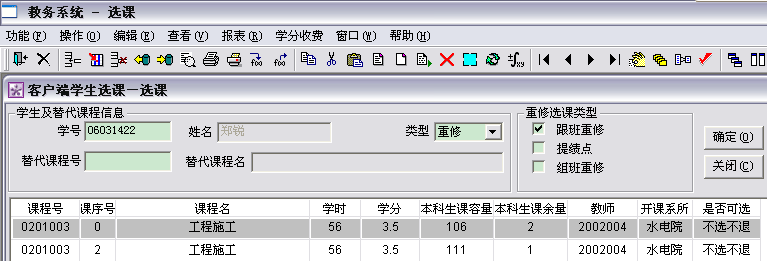 教务系统 - 选课
功能(F) 操作(O) 编辑(E) 查看(V) 报表(R) 学分收费 窗口(W) 帮助(H)
foo foo ±∫xy
客户端学生选课—选课
学生及替代课程信息 重修选课类型
学号 06031422 姓名 郑锐 类型 重修 跟班重修 确定(O)
提绩点
替代课程号 替代课程名 组班重修 关闭(C)
课程号 课序号 课程名 学时 学分 本科生课容量 本科生课余量 教师 开课系所 是否可选
0201003 0 工程施工 56 3.5 106 2 2002004 水电院 不选不退
0201003 2 工程施工 56 3.5 111 1 2002004 水电院 不选不退